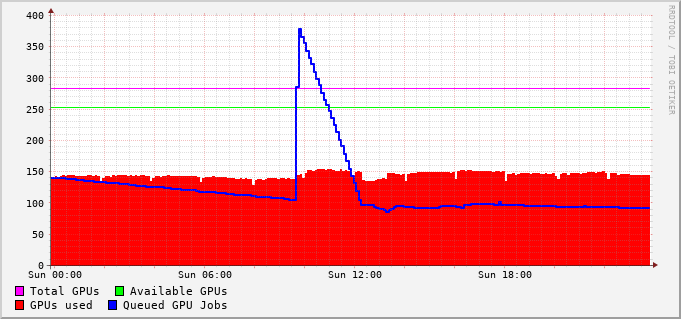 400
350
300
250
200
150
100
50
0
Sun 00:00 Sun 06:00 Sun 12:00 Sun 18:00
Total GPUs Available GPUs
GPUs used Queued GPU Jobs
RRDTOOL / TOBI OETIKER